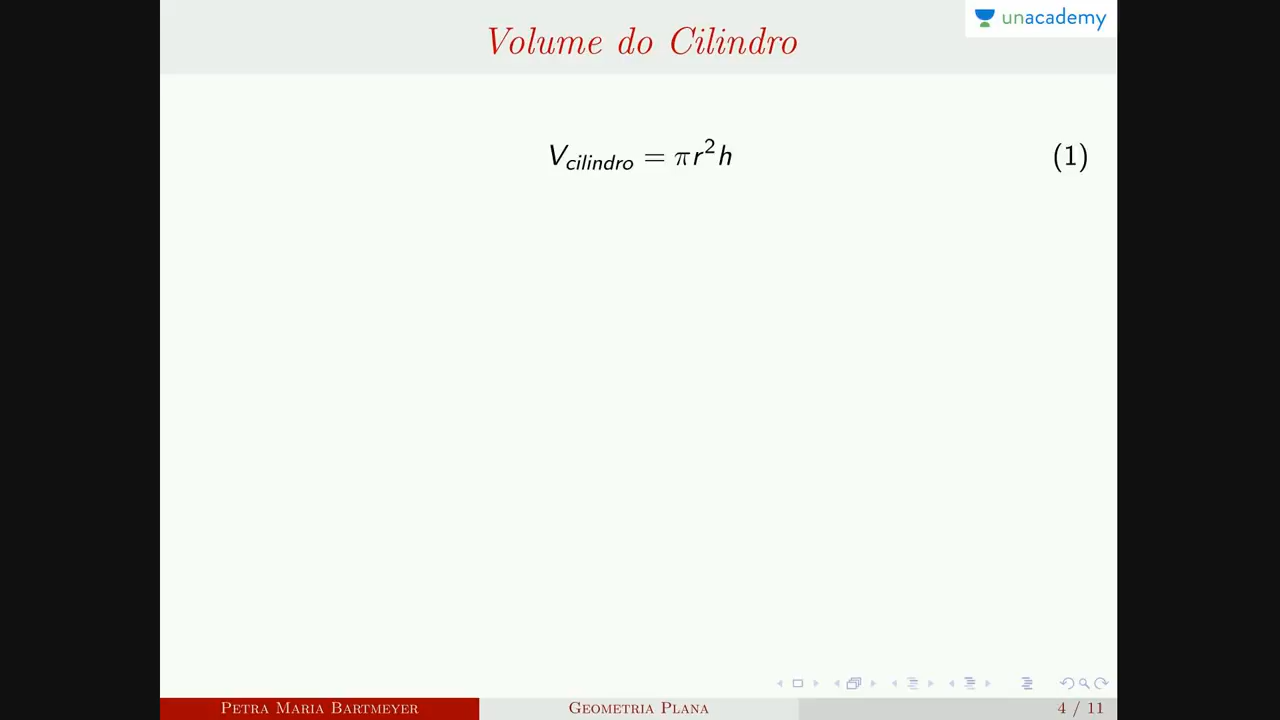 unacademy
Volume do Cilindro
V_cilindro = πr²h (1)
Petra Maria Bartmeyer Geometria Plana 4 / 11